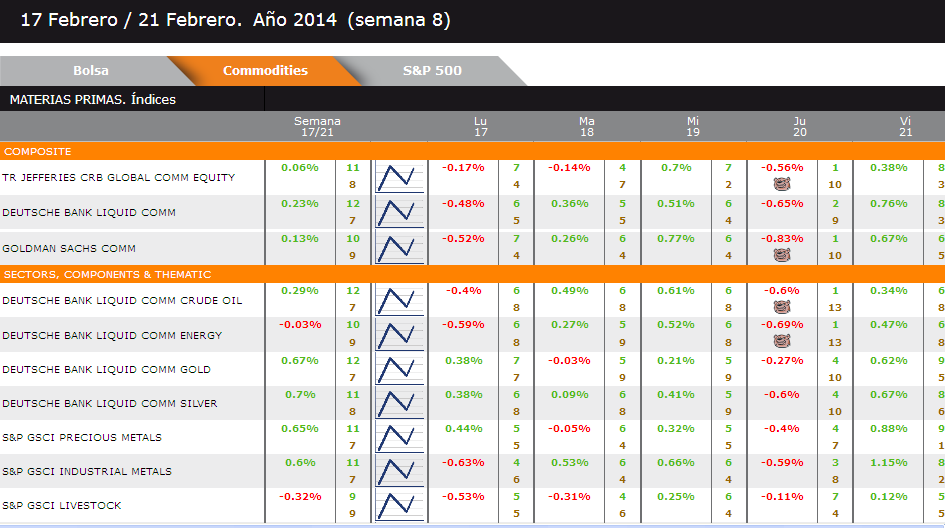 17 Febrero / 21 Febrero. Año 2014 (semana 8)
Bolsa Commodities S&P 500
MATERIAS PRIMAS. Índices
Semana Lu Ma Mi Ju Vi
17/21 17 18 19 20 21
COMPOSITE
TR JEFFERIES CRB GLOBAL COMM EQUITY 0.06% 11 8 -0.17% 7 4 -0.14% 4 7 0.7% 7 2 -0.56% 1 10 0.38% 8 3
DEUTSCHE BANK LIQUID COMM 0.23% 12 7 -0.48% 6 5 0.36% 5 5 0.51% 6 4 -0.65% 2 9 0.76% 8 3
GOLDMAN SACHS COMM 0.13% 10 9 -0.52% 7 4 0.26% 6 4 0.77% 6 4 -0.83% 1 10 0.67% 6 5
SECTORS, COMPONENTS & THEMATIC
DEUTSCHE BANK LIQUID COMM CRUDE OIL 0.29% 12 7 -0.4% 6 8 0.49% 6 8 0.61% 6 8 -0.6% 1 13 0.34% 6 8
DEUTSCHE BANK LIQUID COMM ENERGY -0.03% 10 9 -0.59% 6 8 0.27% 5 9 0.52% 6 8 -0.69% 1 13 0.47% 6 8
DEUTSCHE BANK LIQUID COMM GOLD 0.67% 12 7 0.38% 7 7 -0.03% 5 9 0.21% 5 9 -0.27% 4 10 0.62% 9 5
DEUTSCHE BANK LIQUID COMM SILVER 0.7% 11 8 0.38% 6 8 0.09% 6 8 0.41% 5 9 -0.6% 4 10 0.67% 8 6
S&P GSCI PRECIOUS METALS 0.65% 11 7 0.44% 5 5 -0.05% 6 4 0.32% 5 5 -0.4% 4 7 0.88% 9 1
S&P GSCI INDUSTRIAL METALS 0.6% 11 7 -0.63% 4 6 0.53% 6 4 0.66% 6 4 -0.59% 3 8 1.15% 8 2
S&P GSCI LIVESTOCK -0.32% 9 9 -0.53% 5 5 -0.31% 4 6 0.25% 6 4 -0.11% 7 4 0.12% 5 5